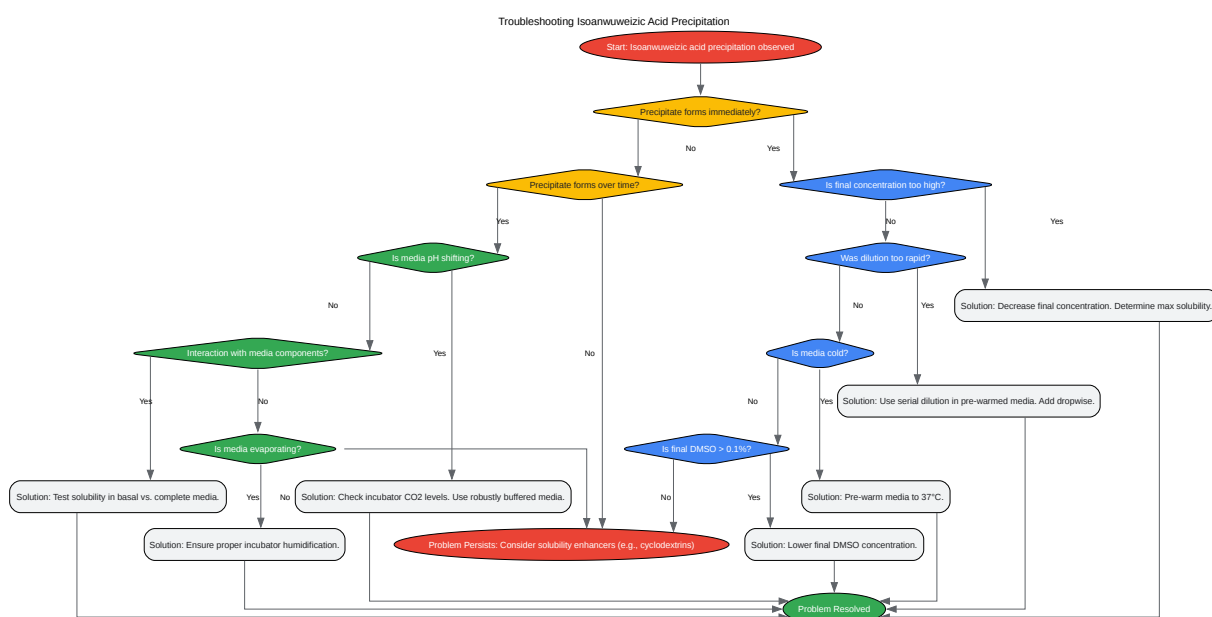 Troubleshooting Isoanwuweizic Acid Precipitation
Start: Isoanwuweizic acid precipitation observed
Precipitate forms immediately?
No
Yes
Precipitate forms over time?
Is final concentration too high?
Yes
No
Yes
Is media pH shifting?
Was dilution too rapid?
No
No
Yes
Solution: Decrease final concentration. Determine max solubility.
Interaction with media components?
Yes
No
Is media cold?
Yes
No
No
Yes
Solution: Use serial dilution in pre-warmed media. Add dropwise.
Is media evaporating?
Is final DMSO > 0.1%?
Solution: Test solubility in basal vs. complete media.
Yes
No
Solution: Check incubator CO2 levels. Use robustly buffered media.
No
Yes
Solution: Pre-warm media to 37°C.
Solution: Ensure proper incubator humidification.
Problem Persists: Consider solubility enhancers (e.g., cyclodextrins)
Solution: Lower final DMSO concentration.
Problem Resolved